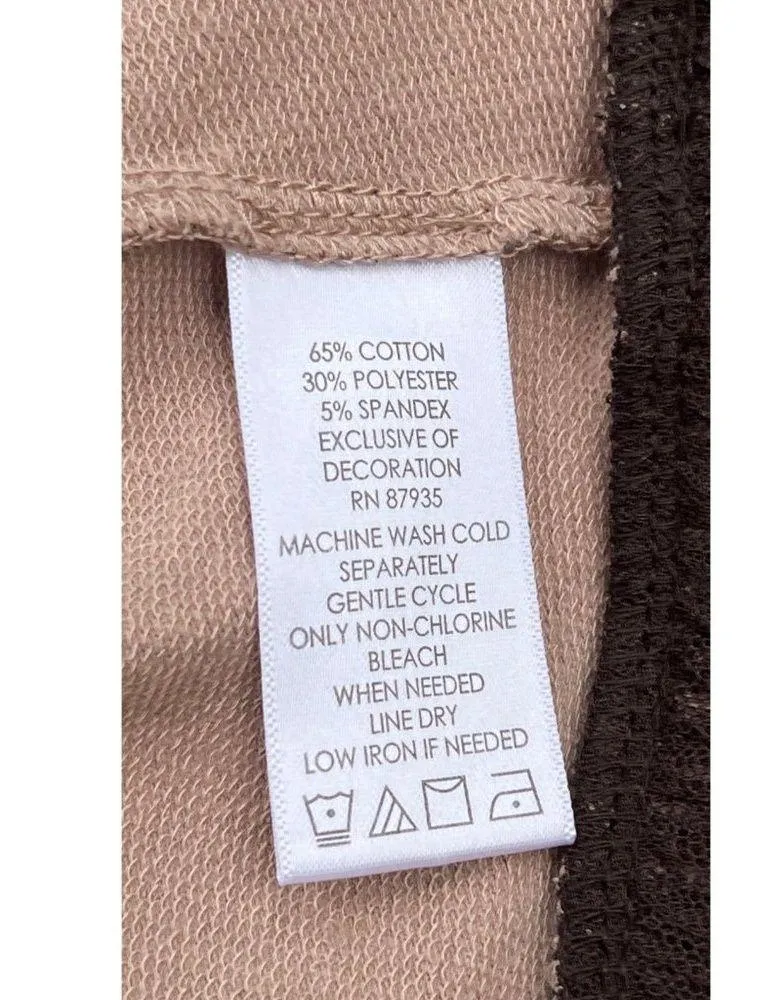 65% COTTON
30% POLYESTER
5% SPANDEX
EXCLUSIVE OF
DECORATION
RN 87935
MACHINE WASH COLD
SEPARATELY
GENTLE CYCLE
ONLY NON-CHLORINE
BLEACH
WHEN NEEDED
LINE DRY
LOW IRON IF NEEDED